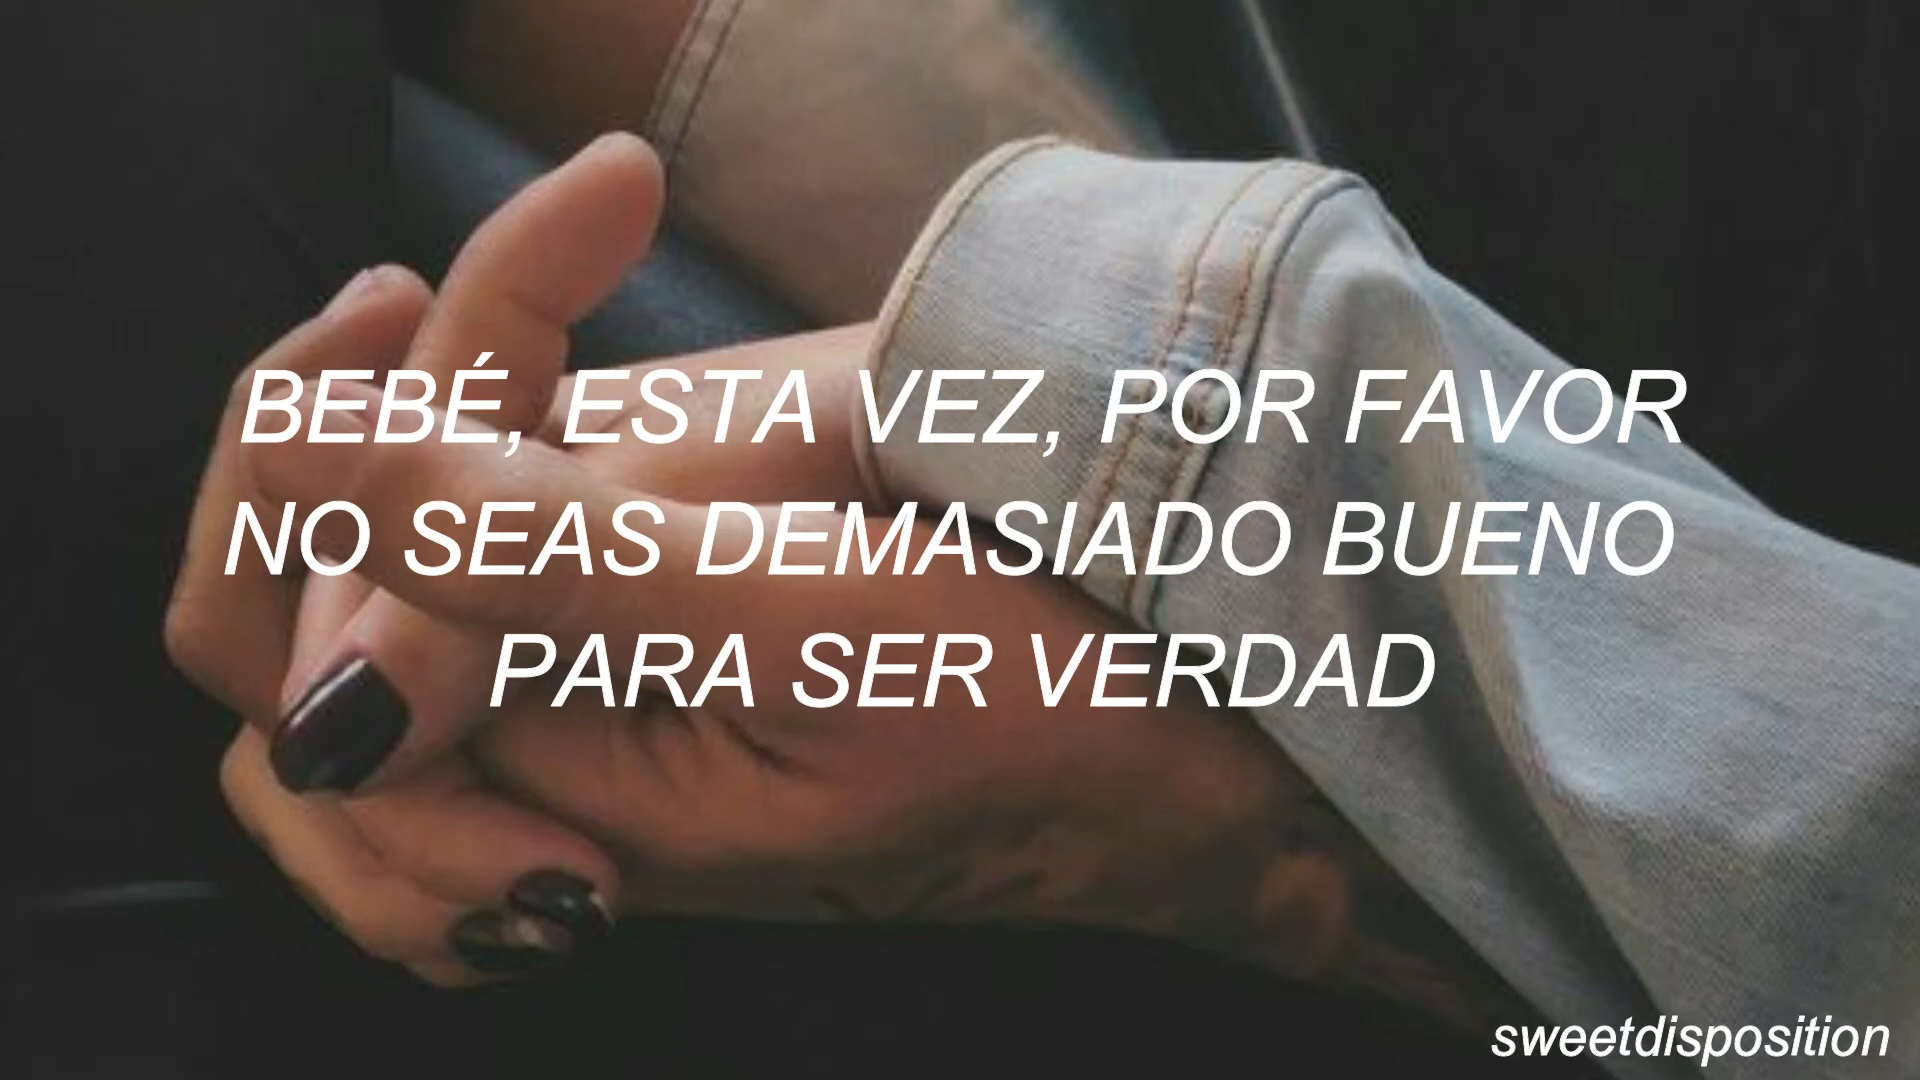 BEBÉ, ESTA VEZ, POR FAVOR
NO SEAS DEMASIADO BUENO
PARA SER VERDAD
sweetdisposition